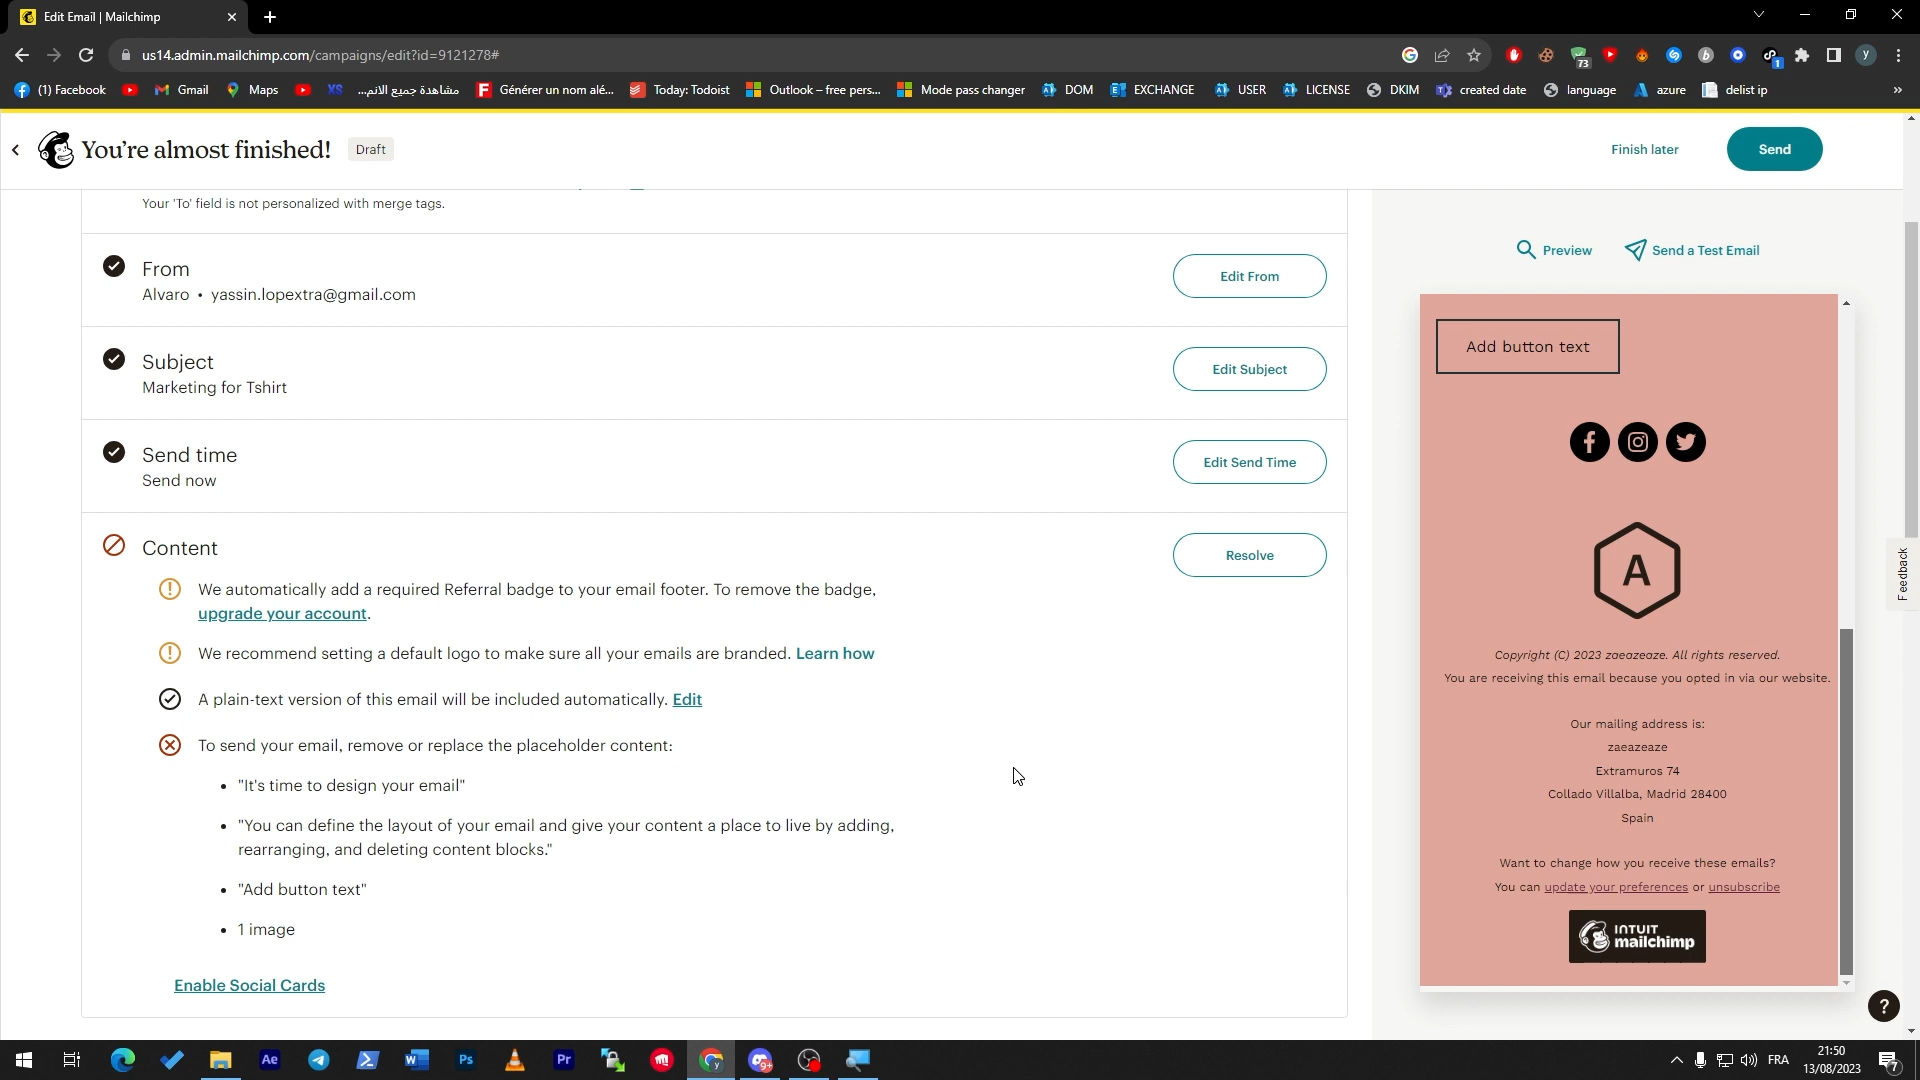 Edit Email | Mailchimp
us14.admin.mailchimp.com/campaigns/edit?id=9121278#
73
1
y
(1) Facebook
Gmail
Maps
XS
مشاهدة جميع الانم...
Générer un nom alé...
Today: Todoist
Outlook – free pers...
Mode pass changer
DOM
EXCHANGE
USER
LICENSE
DKIM
created date
language
azure
delist ip
»
You're almost finished!
Draft
Finish later
Send
Your 'To' field is not personalized with merge tags.
From
Alvaro • yassin.lopextra@gmail.com
Edit From
Subject
Marketing for Tshirt
Edit Subject
Send time
Send now
Edit Send Time
Content
Resolve
We automatically add a required Referral badge to your email footer. To remove the badge,
upgrade your account.
We recommend setting a default logo to make sure all your emails are branded. Learn how
A plain-text version of this email will be included automatically. Edit
To send your email, remove or replace the placeholder content:
• "It's time to design your email"
• "You can define the layout of your email and give your content a place to live by adding,
rearranging, and deleting content blocks."
• "Add button text"
• 1 image
Enable Social Cards
Preview
Send a Test Email
Add button text
A
Copyright (C) 2023 zaeazeaze. All rights reserved.
You are receiving this email because you opted in via our website.
Our mailing address is:
zaeazeaze
Extramuros 74
Collado Villalba, Madrid 28400
Spain
Want to change how you receive these emails?
You can update your preferences or unsubscribe
INTUIT
mailchimp
Feedback
?
Ae
Ps
Pr
9+
FRA
21:50
13/08/2023
7